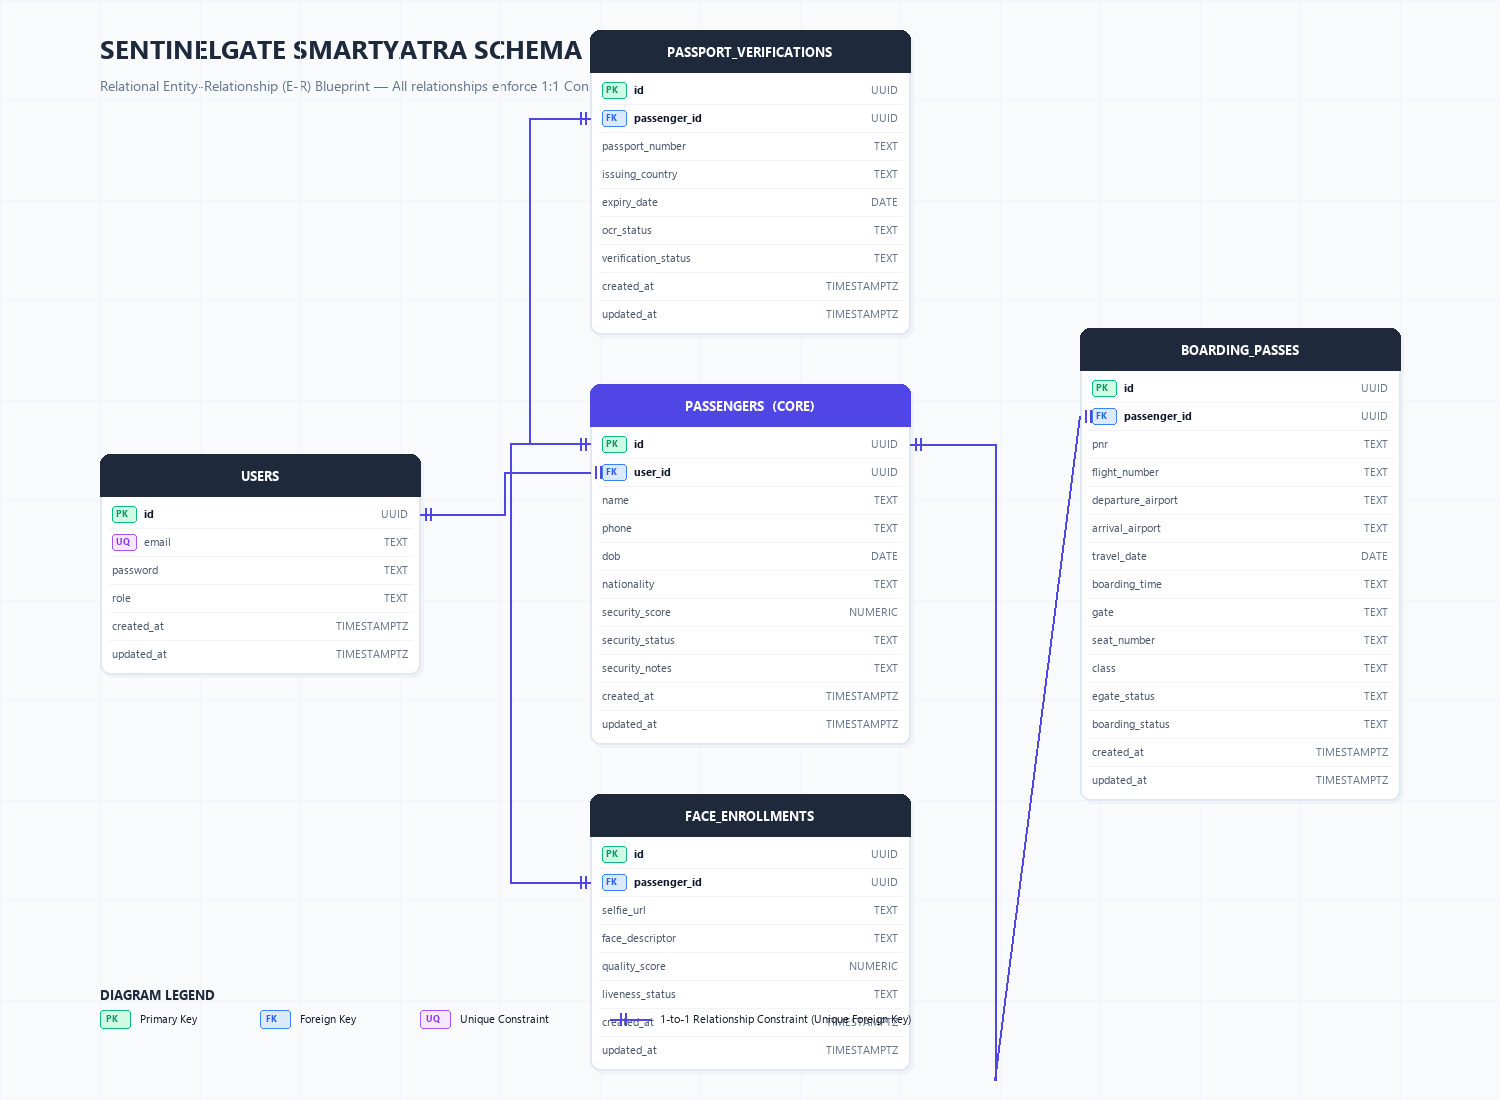 SENTINELGATE SMARTYATRA SCHEMA
Relational Entity-Relationship (E-R) Blueprint — All relationships enforce 1:1
PASSPORT_VERIFICATIONS
PK id UUID
FK passenger_id UUID
passport_number TEXT
issuing_country TEXT
expiry_date DATE
ocr_status TEXT
verification_status TEXT
created_at TIMESTAMPTZ
updated_at TIMESTAMPTZ
PASSENGERS (CORE)
PK id UUID
FK user_id UUID
name TEXT
phone TEXT
dob DATE
nationality TEXT
security_score NUMERIC
security_status TEXT
security_notes TEXT
created_at TIMESTAMPTZ
updated_at TIMESTAMPTZ
BOARDING_PASSES
PK id UUID
FK passenger_id UUID
pnr TEXT
flight_number TEXT
departure_airport TEXT
arrival_airport TEXT
travel_date DATE
boarding_time TEXT
gate TEXT
seat_number TEXT
class TEXT
egate_status TEXT
boarding_status TEXT
created_at TIMESTAMPTZ
updated_at TIMESTAMPTZ
USERS
PK id UUID
UQ email TEXT
password TEXT
role TEXT
created_at TIMESTAMPTZ
updated_at TIMESTAMPTZ
FACE_ENROLLMENTS
PK id UUID
FK passenger_id UUID
selfie_url TEXT
face_descriptor TEXT
quality_score NUMERIC
liveness_status TEXT
created_at TIMESTAMPTZ
updated_at TIMESTAMPTZ
DIAGRAM LEGEND
PK Primary Key
FK Foreign Key
UQ Unique Constraint
1-to-1 Relationship Constraint (Unique Foreign Key)